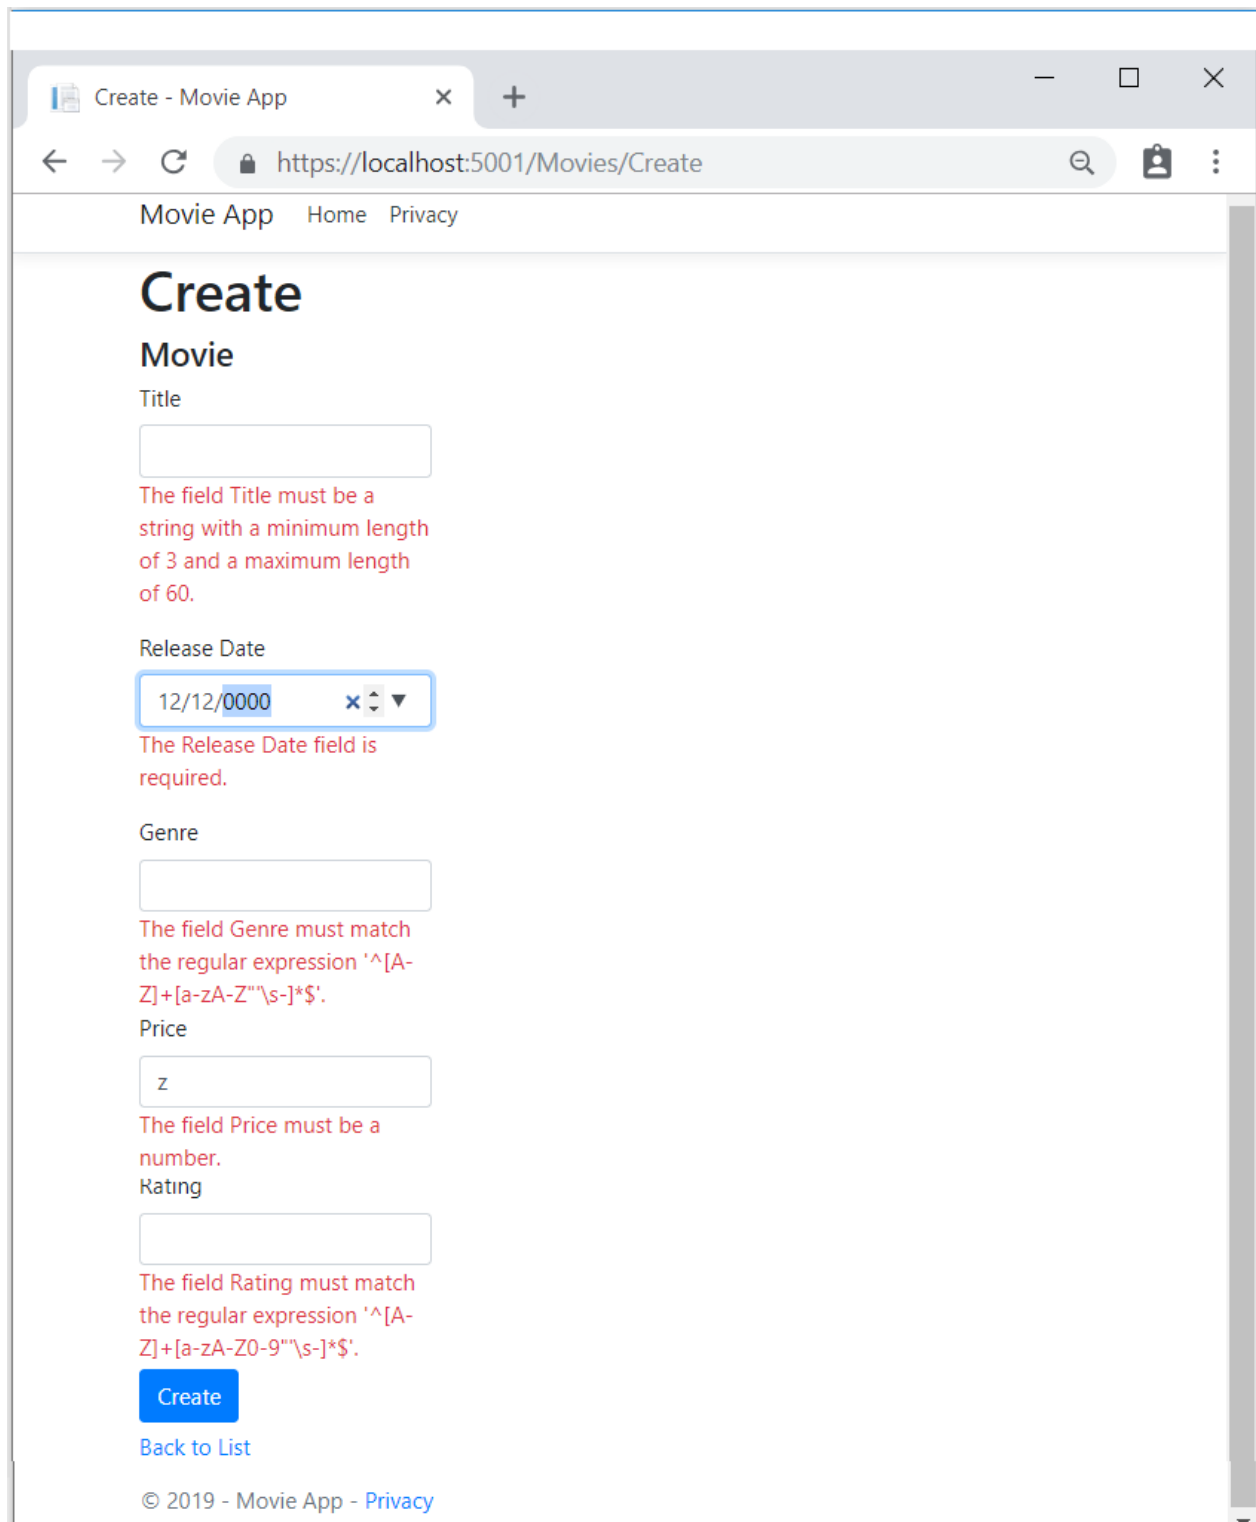 Create - Movie App
https://localhost:5001/Movies/Create
Movie App Home Privacy
Create
Movie
Title
The field Title must be a
string with a minimum length
of 3 and a maximum length
of 60.
Release Date
12/12/0000
The Release Date field is
required.
Genre
The field Genre must match
the regular expression '^[A-
Z]+[a-zA-Z"'\s-]*$'.
Price
z
The field Price must be a
number.
Rating
The field Rating must match
the regular expression '^[A-
Z]+[a-zA-Z0-9"'\s-]*$'.
Create
Back to List
© 2019 - Movie App - Privacy